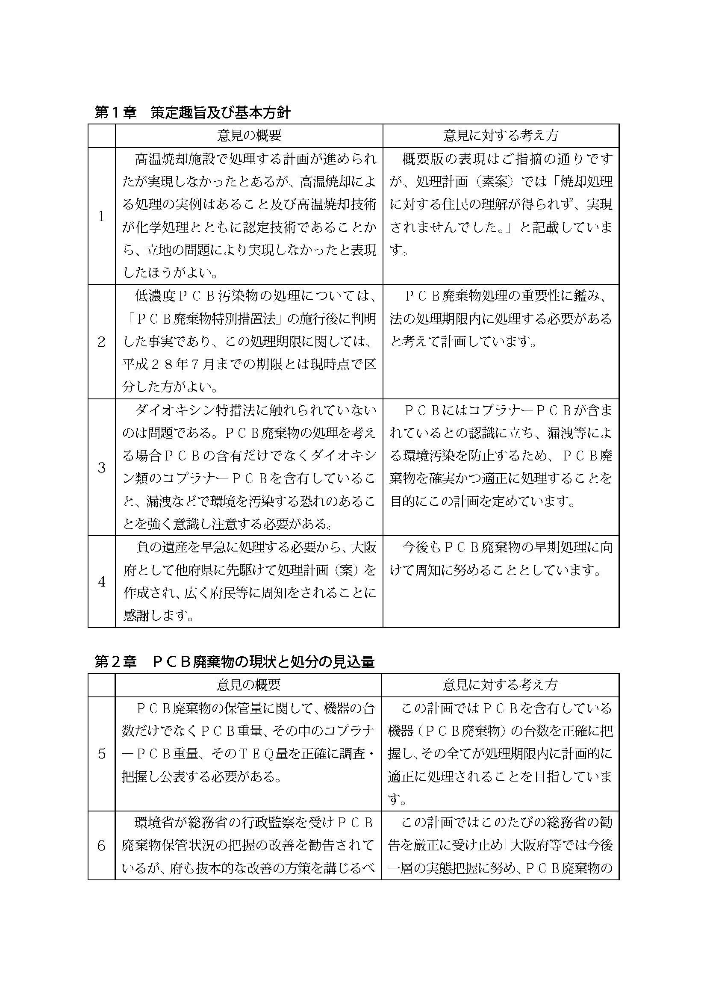 第１章　策定趣旨及び基本方針
意見の概要
意見に対する考え方
1
高温焼却施設で処理する計画が進められ
たが実現しなかったとあるが、高温焼却によ
る処理の実例はあること及び高温焼却技術
が化学処理とともに認定技術であることか
ら、立地の問題により実現しなかったと表現
したほうがよい。
概要版の表現はご指摘の通りです
が、処理計画（素案）では「焼却処理
に対する住民の理解が得られず、実現
されませんでした。」と記載していま
す。
2
低濃度ＰＣＢ汚染物の処理については、
「ＰＣＢ廃棄物特別措置法」の施行後に判明
した事実であり、この処理期限に関しては、
平成２８年７月までの期限とは現時点で区
分した方がよい。
ＰＣＢ廃棄物処理の重要性に鑑み、
法の処理期限内に処理する必要がある
と考えて計画しています。
3
ダイオキシン特措法に触れられていない
のは問題である。ＰＣＢ廃棄物の処理を考え
る場合ＰＣＢの含有だけでなくダイオキシ
ン類のコプラナーＰＣＢを含有しているこ
と、漏洩などで環境を汚染する恐れのあるこ
とを強く意識し注意する必要がある。
ＰＣＢにはコプラナーＰＣＢが含ま
れているとの認識に立ち、漏洩等によ
る環境汚染を防止するため、ＰＣＢ廃
棄物を確実かつ適正に処理することを
目的にこの計画を定めています。
4
負の遺産を早急に処理する必要から、大阪
府として他府県に先駆けて処理計画（案）を
作成され、広く府民等に周知をされることに
感謝します。
今後もＰＣＢ廃棄物の早期処理に向
けて周知に努めることとしています。
第２章　ＰＣＢ廃棄物の現状と処分の見込量
意見の概要
意見に対する考え方
5
ＰＣＢ廃棄物の保管量に関して、機器の台
数だけでなくＰＣＢ重量、その中のコプラナ
ーＰＣＢ重量、そのＴＥＱ量を正確に調査・
把握し公表する必要がある。
この計画ではＰＣＢを含有している
機器（ＰＣＢ廃棄物）の台数を正確に把
握し、その全てが処理期限内に計画的に
適正に処理されることを目指していま
す。
6
環境省が総務省の行政監察を受けＰＣＢ
廃棄物保管状況の把握の改善を勧告されて
いるが、府も抜本的な改善の方策を講じるべ
この計画ではこのたびの総務省の勧
告を厳正に受け止め「大阪府等では今後
一層の実態把握に努め、ＰＣＢ廃棄物の